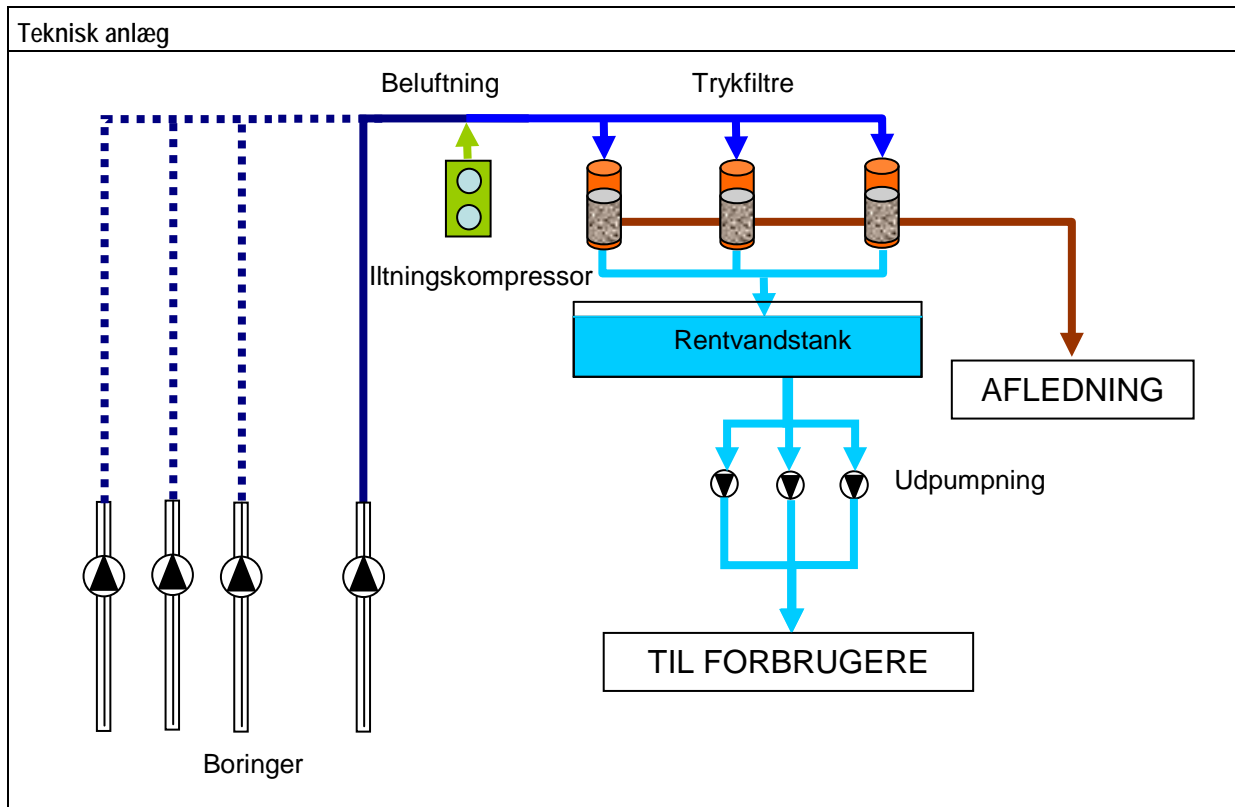 Teknisk anlæg
Beluftning
Trykfiltre
Iltningskompressor
Rentvandstank
AFLEDNING
Udpumpning
TIL FORBRUGERE
Boringer